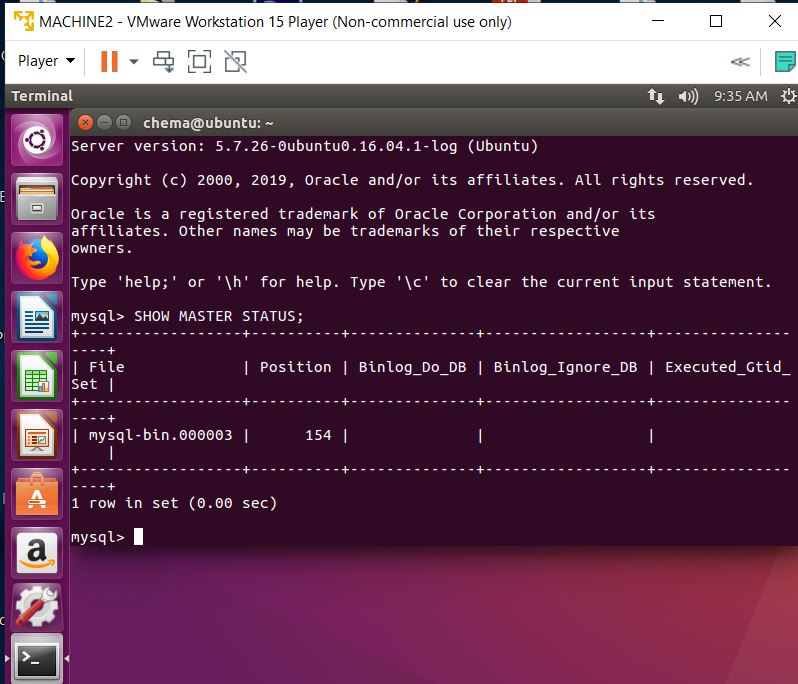 MACHINE2 - VMware Workstation 15 Player (Non-commercial use only)
Player
Terminal
9:35 AM
chema@ubuntu: ~
Server version: 5.7.26-0ubuntu0.16.04.1-log (Ubuntu)
Copyright (c) 2000, 2019, Oracle and/or its affiliates. All rights reserved.
Oracle is a registered trademark of Oracle Corporation and/or its
affiliates. Other names may be trademarks of their respective
owners.
Type 'help;' or '\h' for help. Type '\c' to clear the current input statement.
mysql> SHOW MASTER STATUS;
+------------------+----------+--------------+------------------+---------------
----+
| File             | Position | Binlog_Do_DB | Binlog_Ignore_DB | Executed_Gtid_
Set |
+------------------+----------+--------------+------------------+---------------
----+
| mysql-bin.000003 |      154 |              |                  |
    |
+------------------+----------+--------------+------------------+---------------
----+
1 row in set (0.00 sec)
mysql>